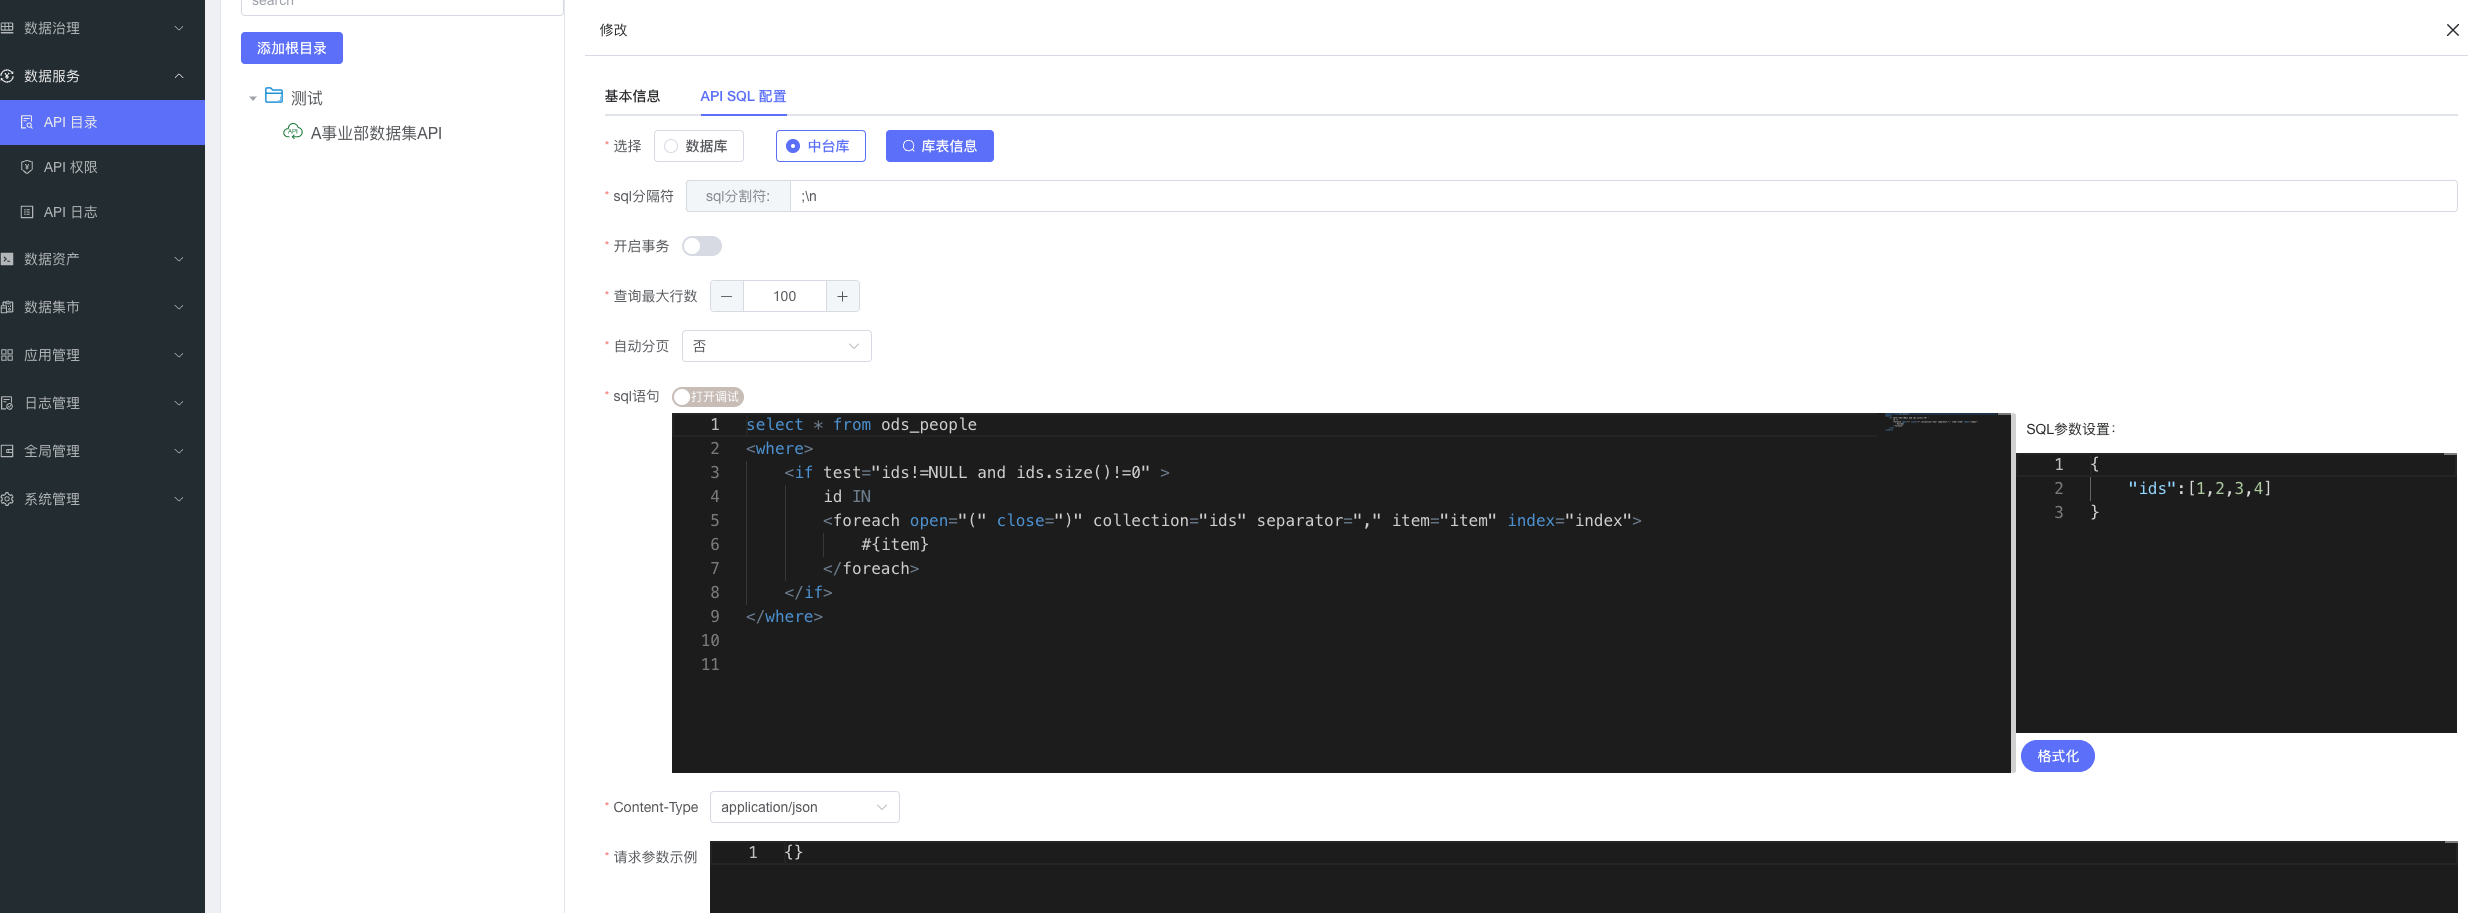 数据治理
数据服务
API 目录
API 权限
API 日志
数据资产
数据集市
应用管理
日志管理
全局管理
系统管理
search
添加根目录
测试
A事业部数据集API
修改
基本信息
API SQL 配置
* 选择
数据库
中台库
库表信息
* sql分隔符
sql分割符:
;\n
* 开启事务
* 查询最大行数
100
* 自动分页
否
* sql语句
打开调试
1 select * from ods_people
2 <where>
3 <if test="ids!=NULL and ids.size()!=0" >
4 id IN
5 <foreach open="(" close=")" collection="ids" separator="," item="item" index="index">
6 #{item}
7 </foreach>
8 </if>
9 </where>
10
11
SQL参数设置:
1 {
2 "ids":[1,2,3,4]
3 }
格式化
* Content-Type
application/json
* 请求参数示例
1 {}